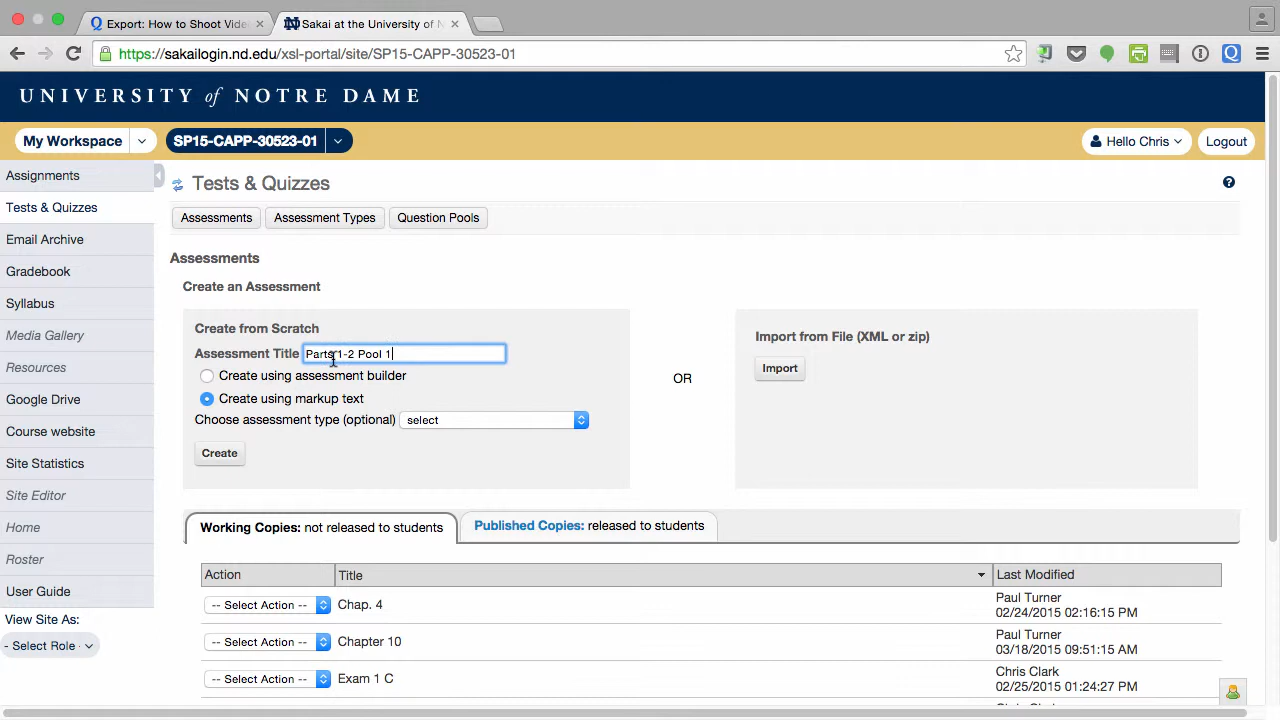 Export: How to Shoot Vide
Sakai at the University of N
https://sakailogin.nd.edu/xsl-portal/site/SP15-CAPP-30523-01
UNIVERSITY of NOTRE DAME
My Workspace
SP15-CAPP-30523-01
Hello Chris
Logout
Assignments
Tests & Quizzes
Email Archive
Gradebook
Syllabus
Media Gallery
Resources
Google Drive
Course website
Site Statistics
Site Editor
Home
Roster
User Guide
View Site As:
- Select Role
Tests & Quizzes
Assessments
Assessment Types
Question Pools
Assessments
Create an Assessment
Create from Scratch
Assessment Title Parts 1-2 Pool 1
Create using assessment builder
Create using markup text
Choose assessment type (optional) select
Create
OR
Import from File (XML or zip)
Import
Working Copies: not released to students
Published Copies: released to students
Action Title Last Modified
-- Select Action -- Chap. 4 Paul Turner
02/24/2015 02:16:15 PM
-- Select Action -- Chapter 10 Paul Turner
03/18/2015 09:51:15 AM
-- Select Action -- Exam 1 C Chris Clark
02/25/2015 01:24:27 PM